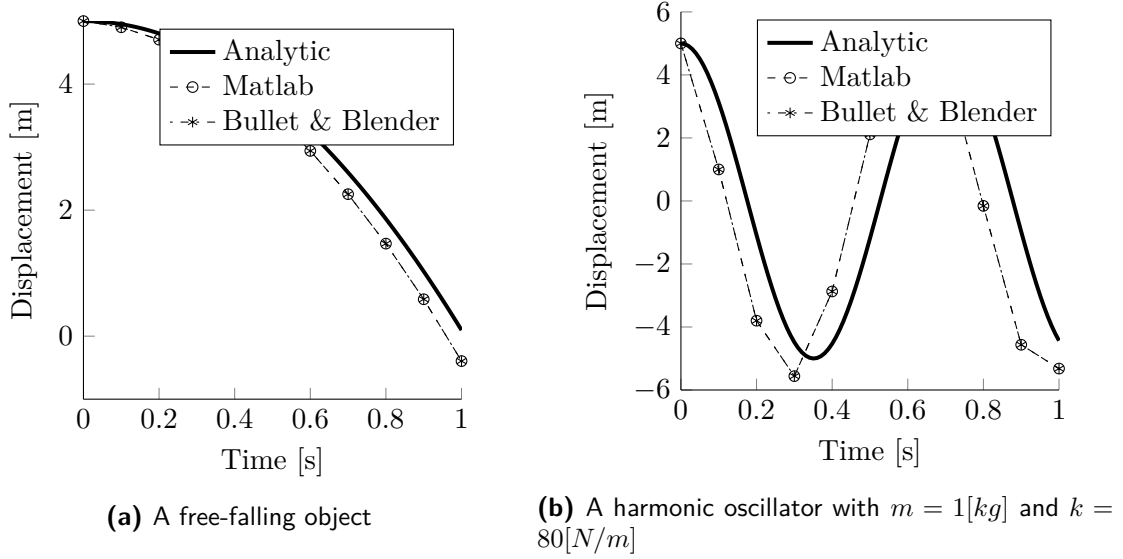 Analytic
Matlab
Bullet & Blender
4
2
0
Displacement [m]
0
0.2
0.4
0.6
0.8
1
Time [s]
(a) A free-falling object
Analytic
Matlab
Bullet & Blender
6
4
2
0
−2
−4
−6
Displacement [m]
0
0.2
0.4
0.6
0.8
1
Time [s]
(b) A harmonic oscillator with m = 1[kg] and k =
80[N/m]